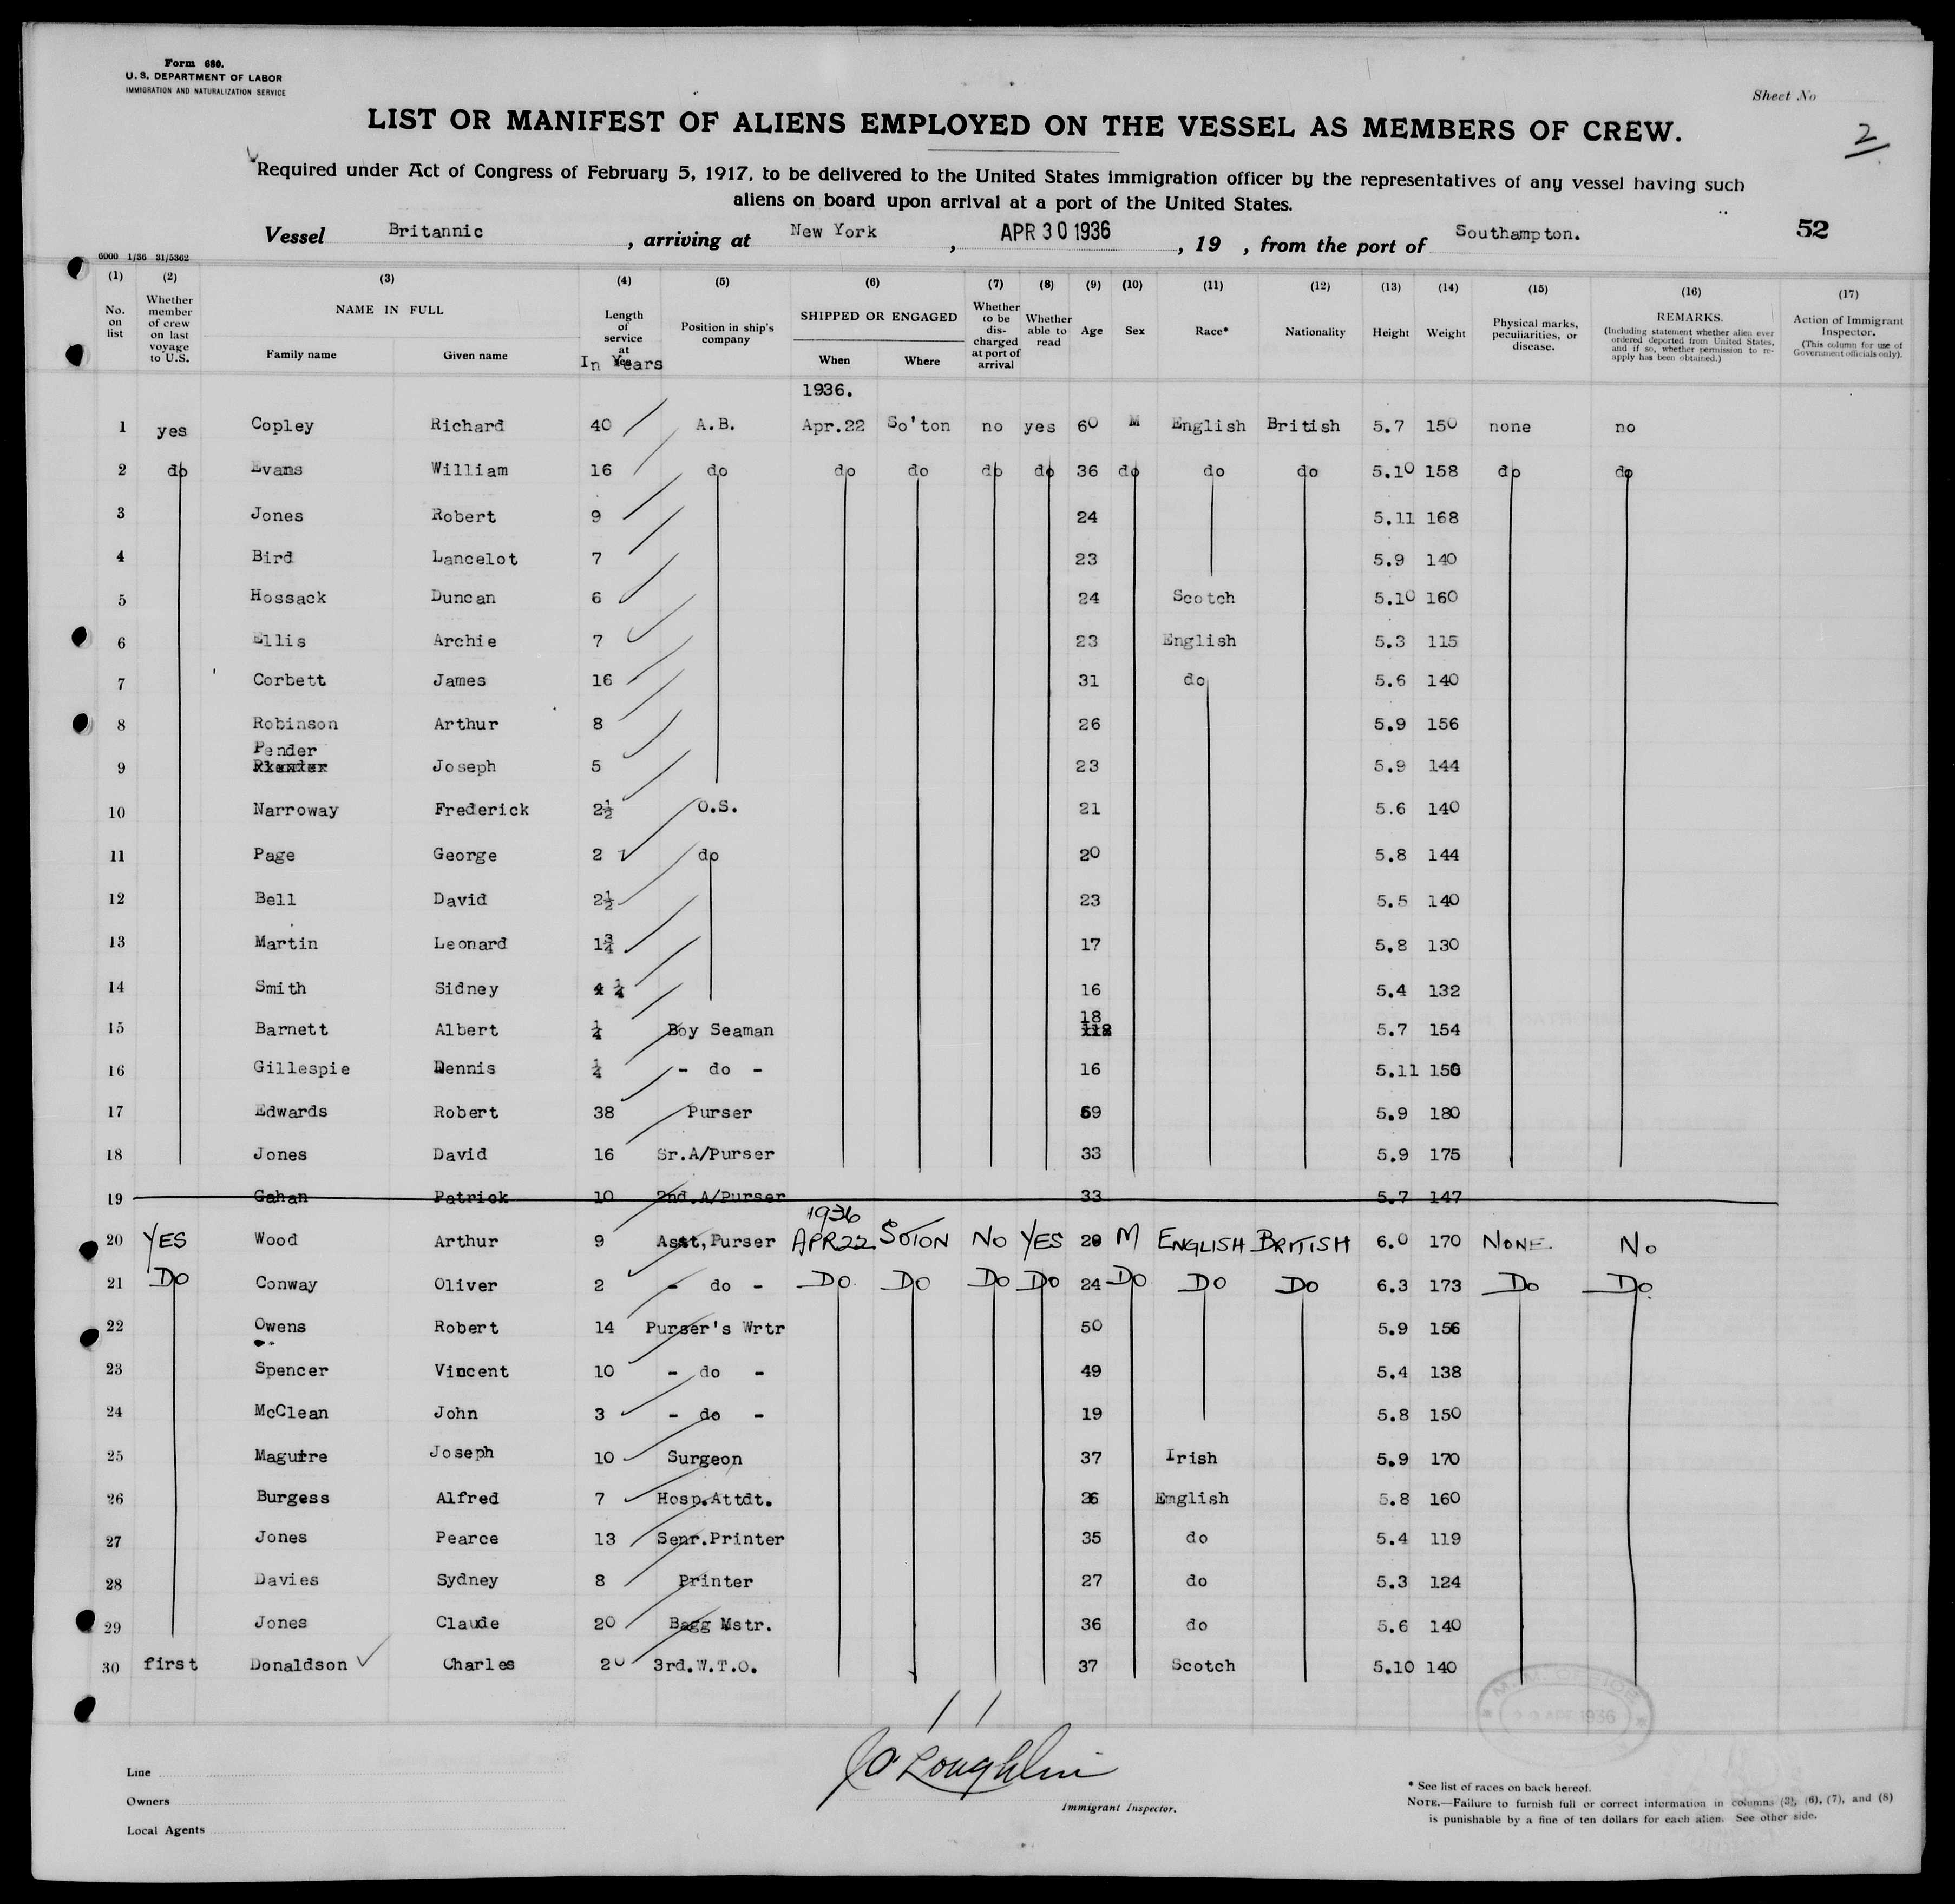 Form 680.
U. S. DEPARTMENT OF LABOR
IMMIGRATION AND NATURALIZATION SERVICE
Sheet No
LIST OR MANIFEST OF ALIENS EMPLOYED ON THE VESSEL AS MEMBERS OF CREW.
2
Required under Act of Congress of February 5, 1917, to be delivered to the United States immigration officer by the representatives of any vessel having such
aliens on board upon arrival at a port of the United States.
Vessel Britannic , arriving at New York , APR 30 1936 , 19 , from the port of Southampton. 52
6000 1/36 31/5362
(1) (2) (3) (4) (5) (6) (7) (8) (9) (10) (11) (12) (13) (14) (15) (16) (17)
No. on list
Whether member of crew on last voyage to U.S.
NAME IN FULL
Family name Given name
Length of service at
In Years
Position in ship's company
SHIPPED OR ENGAGED
When Where
Whether to be discharged at port of arrival
Whether able to read
Age
Sex
Race*
Nationality
Height
Weight
Physical marks, peculiarities, or disease.
REMARKS.
(Including statement whether alien ever ordered deported from United States, and if so, whether permission to re-apply has been obtained.)
Action of Immigrant Inspector.
(This column for use of Government officials only).
1936.
1 yes Copley Richard 40 A.B. Apr.22 So'ton no yes 60 M English British 5.7 150 none no
2 do Evans William 16 do do do do do 36 do do do 5.10 158 do do
3 Jones Robert 9 24 5.11 168
4 Bird Lancelot 7 23 5.9 140
5 Hossack Duncan 6 24 Scotch 5.10 160
6 Ellis Archie 7 23 English 5.3 115
7 Corbett James 16 31 do 5.6 140
8 Robinson Arthur 8 26 5.9 156
Pender
9 Joseph 5 23 5.9 144
10 Narroway Frederick 2½ O.S. 21 5.6 140
11 Page George 2 do 20 5.8 144
12 Bell David 2½ 23 5.5 140
13 Martin Leonard 1¾ 17 5.8 130
14 Smith Sidney ¼ 16 5.4 132
18
15 Barnett Albert ¼ Boy Seaman 5.7 154
16 Gillespie Dennis ¼ - do - 16 5.11 150
17 Edwards Robert 38 Purser 59 5.9 180
18 Jones David 16 Sr.A/Purser 33 5.9 175
19 Gahan Patrick 10 2nd.A/Purser 33 5.7 147
1936
20 YES Wood Arthur 9 Asst,Purser APR22 SOTON NO YES 29 M ENGLISH BRITISH 6.0 170 NONE. NO
21 DO Conway Oliver 2 - do - DO. DO DO DO 24 DO DO DO 6.3 173 DO DO.
22 Owens Robert 14 Purser's Wrtr 50 5.9 156
23 Spencer Vincent 10 - do - 49 5.4 138
24 McClean John 3 - do - 19 5.8 150
25 Maguire Joseph 10 Surgeon 37 Irish 5.9 170
26 Burgess Alfred 7 Hosp.Attdt. 26 English 5.8 160
27 Jones Pearce 13 Senr.Printer 35 do 5.4 119
28 Davies Sydney 8 Printer 27 do 5.3 124
29 Jones Claude 20 Bagg Mstr. 36 do 5.6 140
30 first Donaldson Charles 20 3rd.W.T.O. 37 Scotch 5.10 140
M. M. OFFICE
APR 1936
Line
Owners
Local Agents
JO'Loughlin
Immigrant Inspector.
* See list of races on back hereof.
NOTE.—Failure to furnish full or correct information in columns (3), (6), (7), and (8)
is punishable by a fine of ten dollars for each alien. See other side.